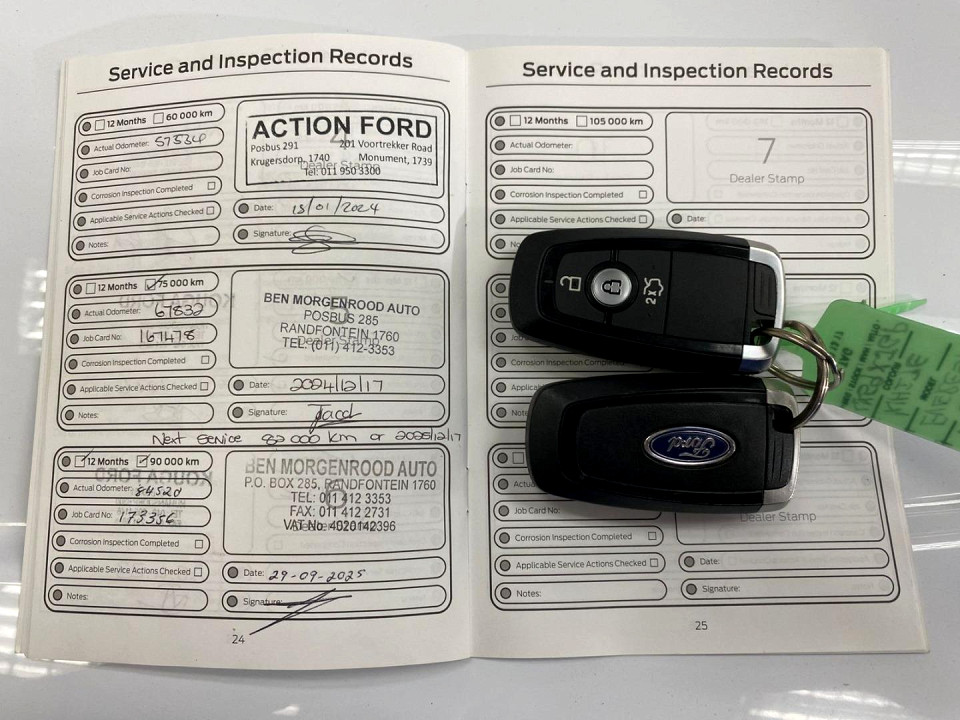 Service and Inspection Records
12 Months 60 000 km
Actual Odometer: 57534
Job Card No:
Corrosion Inspection Completed
Applicable Service Actions Checked
Notes:
ACTION FORD
Posbus 291 201 Voortrekker Road
Krugersdorp, 1740 Monument, 1739
Tel: 011 950 3300
Dealer Stamp
Date: 15/01/2024
Signature:
12 Months 75 000 km
Actual Odometer: 67832
Job Card No: 167478
Corrosion Inspection Completed
Applicable Service Actions Checked
Notes:
BEN MORGENROOD AUTO
POSBUS 285
RANDFONTEIN 1760
TEL: (011) 412-3353
Date: 2024/12/17
Signature:
Next Service 82 000 km or 2025/12/17
12 Months 90 000 km
Actual Odometer: 84520
Job Card No: 173356
Corrosion Inspection Completed
Applicable Service Actions Checked
Notes:
BEN MORGENROOD AUTO
P.O. BOX 285, RANDFONTEIN 1760
TEL: 011 412 3353
FAX: 011 412 2731
VAT No. 4620142396
Date: 29-09-2025
Signature:
24
Service and Inspection Records
12 Months 105 000 km
Actual Odometer:
Job Card No:
Corrosion Inspection Completed
Applicable Service Actions Checked
7
Dealer Stamp
Date:
2x
Ford
Job Card No:
Corrosion Inspection Completed
Applicable Service Actions Checked
Notes:
Dealer Stamp
Date:
Signature:
25